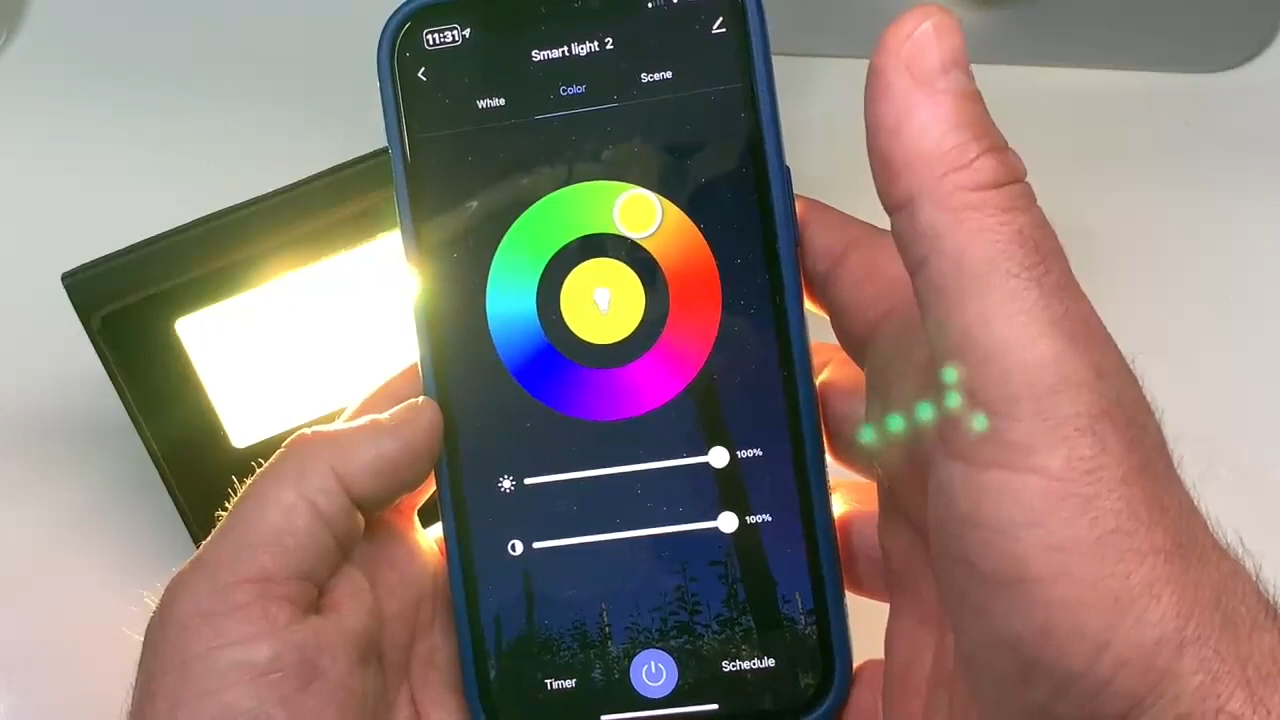 11:31
Smart light 2
White Color Scene
100%
100%
Timer Schedule